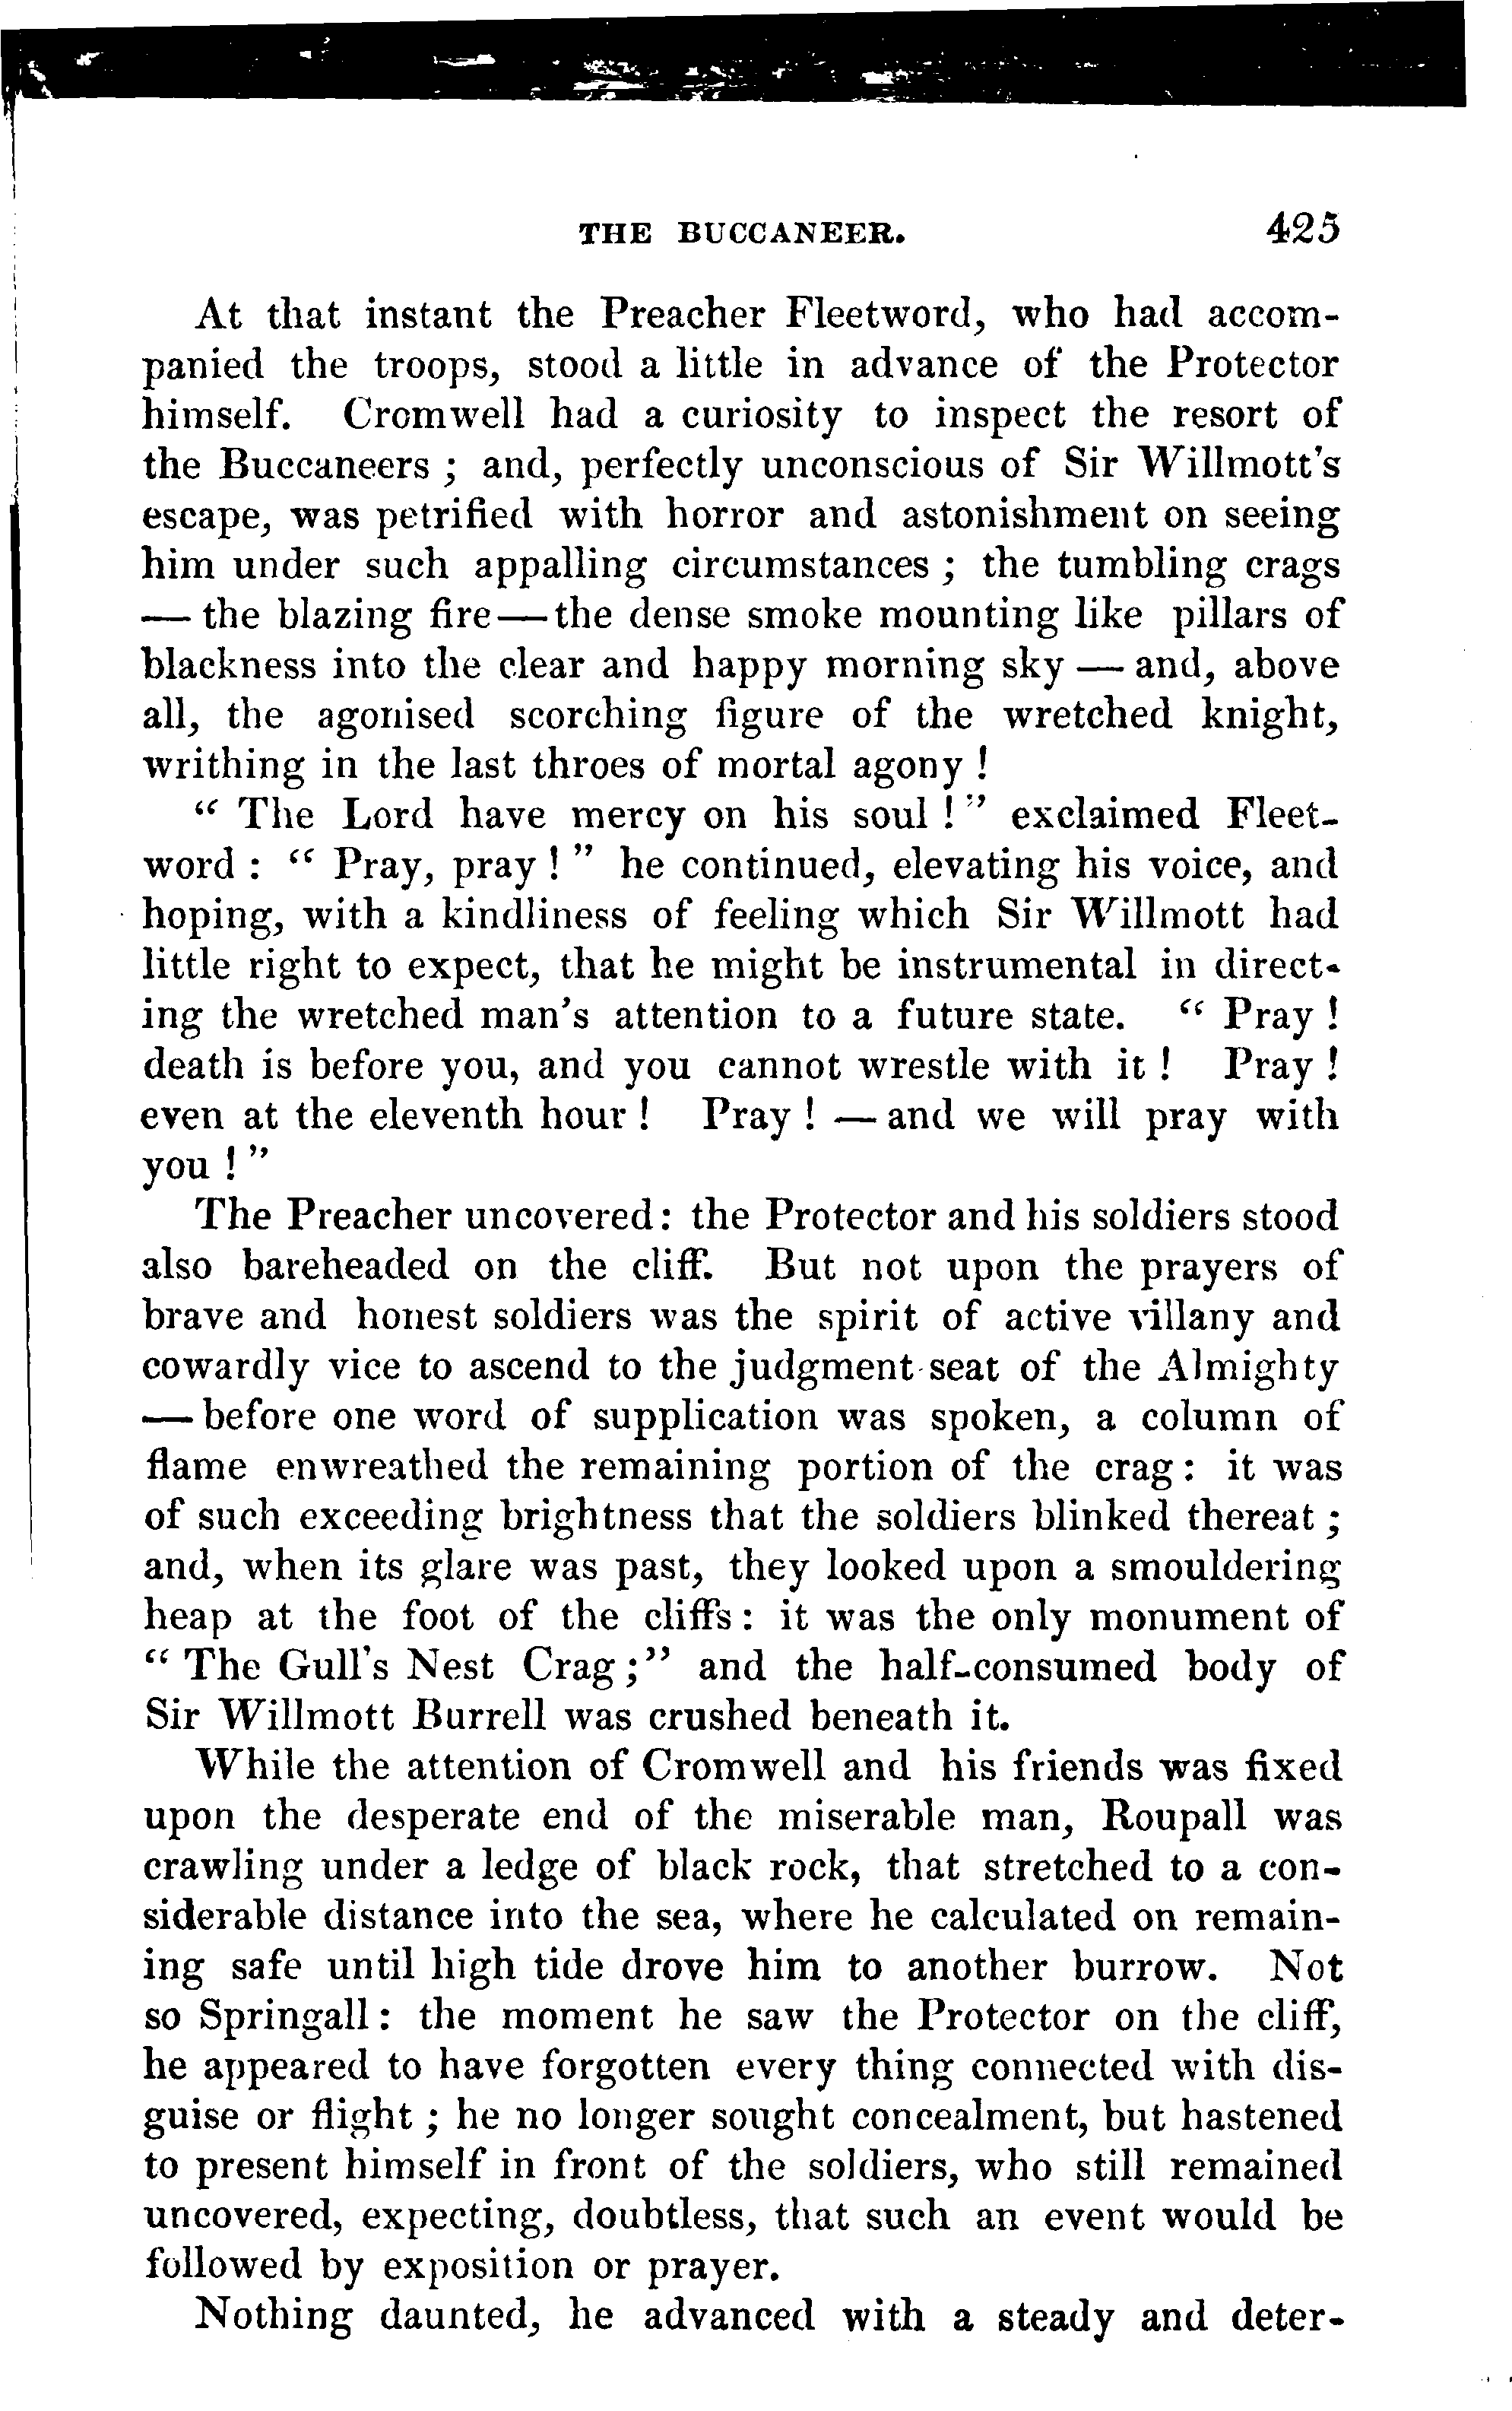 THE BUCCANEER. 425
At that instant the Preacher Fleetword, who had accom-
panied the troops, stood a little in advance of the Protector
himself. Cromwell had a curiosity to inspect the resort of
the Buccaneers ; and, perfectly unconscious of Sir Willmott's
escape, was petrified with horror and astonishment on seeing
him under such appalling circumstances ; the tumbling crags
— the blazing fire—the dense smoke mounting like pillars of
blackness into the clear and happy morning sky — and, above
all, the agonised scorching figure of the wretched knight,
writhing in the last throes of mortal agony !
“ The Lord have mercy on his soul ! ” exclaimed Fleet-
word : “ Pray, pray ! ” he continued, elevating his voice, and
hoping, with a kindliness of feeling which Sir Willmott had
little right to expect, that he might be instrumental in direct-
ing the wretched man's attention to a future state. “ Pray !
death is before you, and you cannot wrestle with it ! Pray !
even at the eleventh hour ! Pray ! — and we will pray with
you ! ”
The Preacher uncovered : the Protector and his soldiers stood
also bareheaded on the cliff. But not upon the prayers of
brave and honest soldiers was the spirit of active villany and
cowardly vice to ascend to the judgment-seat of the Almighty
— before one word of supplication was spoken, a column of
flame enwreathed the remaining portion of the crag : it was
of such exceeding brightness that the soldiers blinked thereat ;
and, when its glare was past, they looked upon a smouldering
heap at the foot of the cliffs : it was the only monument of
“ The Gull's Nest Crag ;” and the half-consumed body of
Sir Willmott Burrell was crushed beneath it.
While the attention of Cromwell and his friends was fixed
upon the desperate end of the miserable man, Roupall was
crawling under a ledge of black rock, that stretched to a con-
siderable distance into the sea, where he calculated on remain-
ing safe until high tide drove him to another burrow. Not
so Springall : the moment he saw the Protector on the cliff,
he appeared to have forgotten every thing connected with dis-
guise or flight ; he no longer sought concealment, but hastened
to present himself in front of the soldiers, who still remained
uncovered, expecting, doubtless, that such an event would be
followed by exposition or prayer.
Nothing daunted, he advanced with a steady and deter-